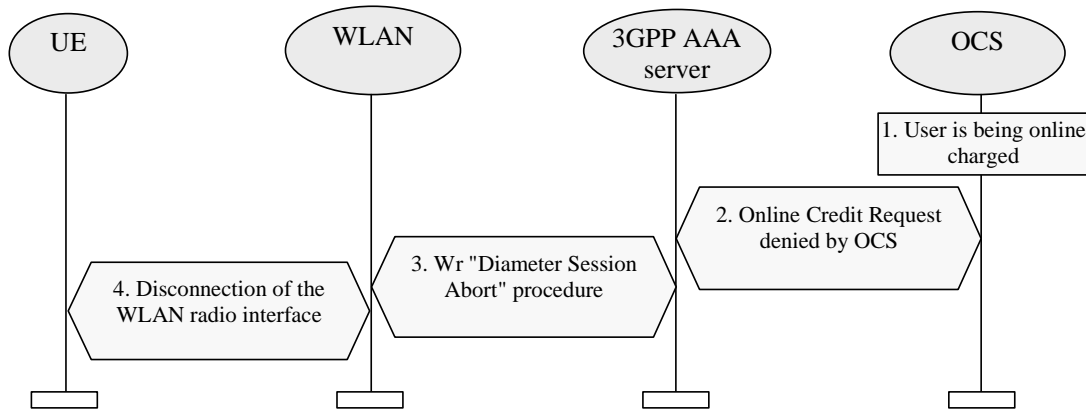 UE
WLAN
3GPP AAA
server
OCS
1. User is being online
charged
2. Online Credit Request
denied by OCS
3. Wr "Diameter Session
Abort" procedure
4. Disconnection of the
WLAN radio interface